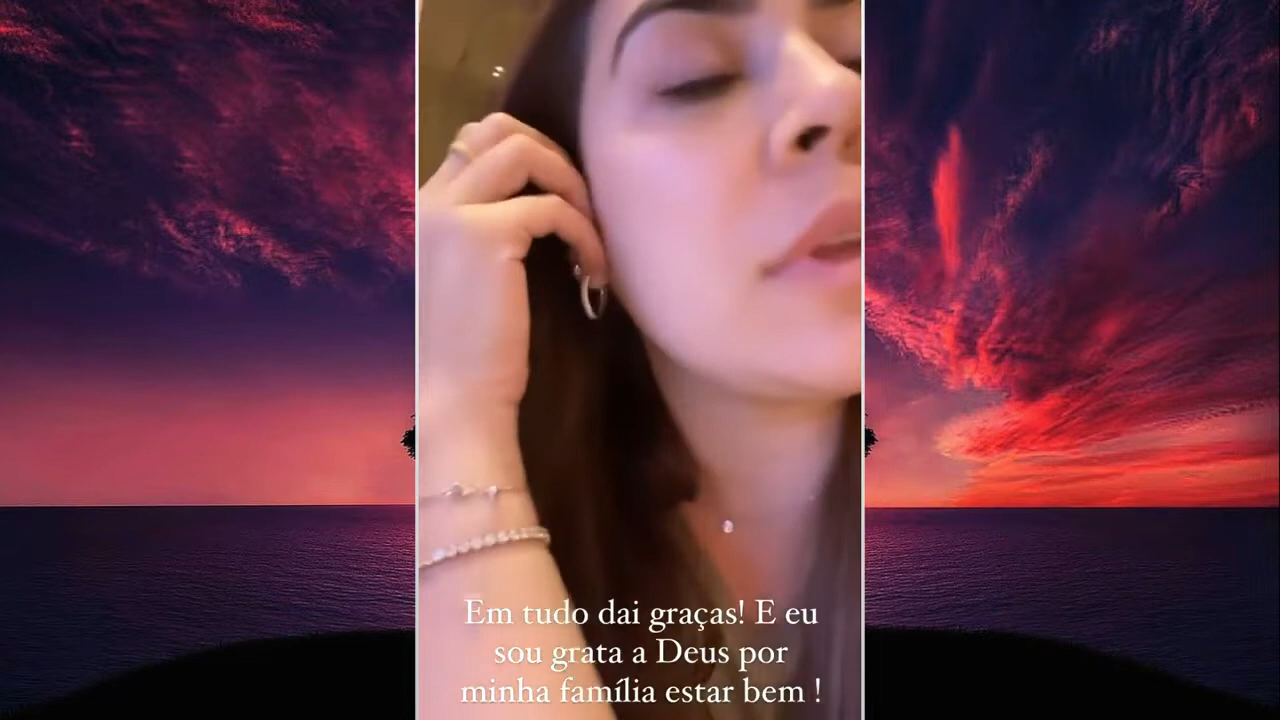 Em tudo dai graças! E eu
sou grata a Deus por
minha família estar bem !